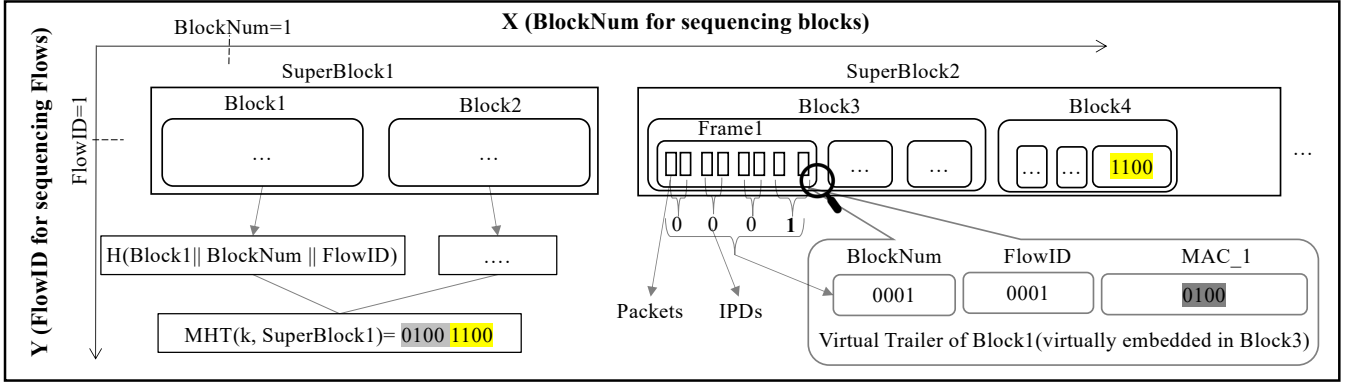 X (BlockNum for sequencing blocks)
BlockNum=1
Y (FlowID for sequencing Flows)
FlowID=1
SuperBlock1
SuperBlock2
Block1
Block2
Block3
Block4
Frame1
...
...
...
...
...
...
1100
...
0 0 0 1
H(Block1|| BlockNum || FlowID)
....
MHT(k, SuperBlock1)= 0100 1100
Packets
IPDs
BlockNum
FlowID
MAC_1
0001
0001
0100
Virtual Trailer of Block1(virtually embedded in Block3)